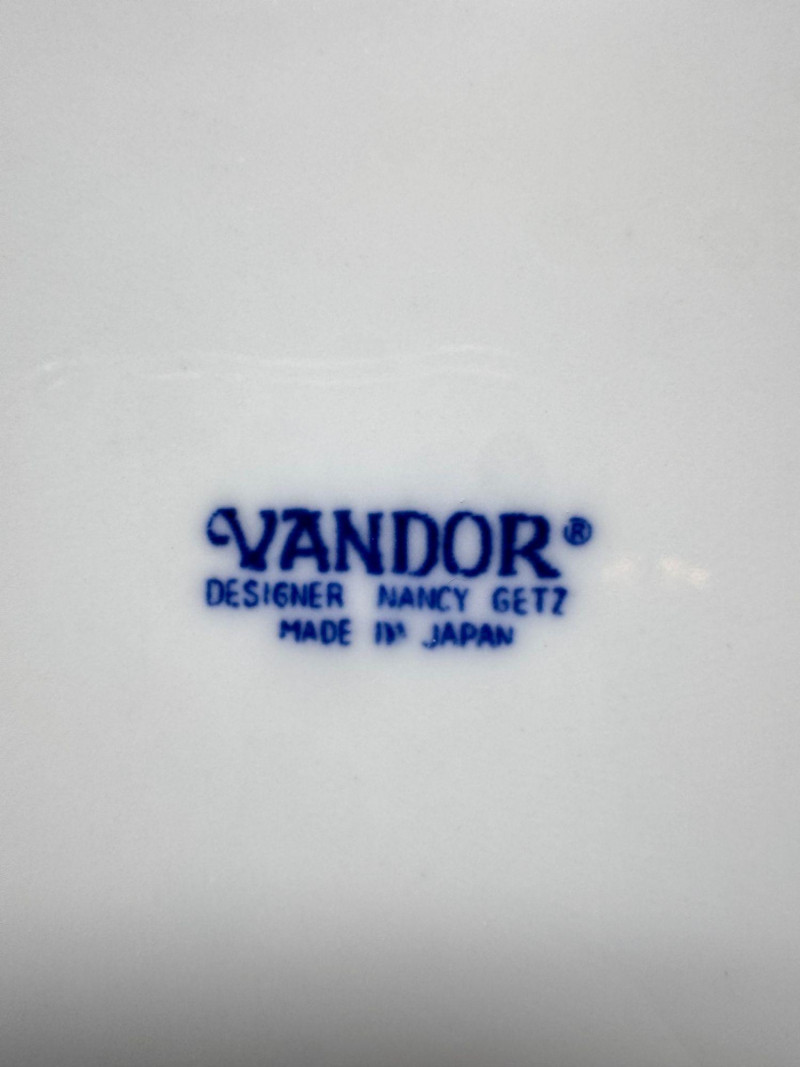 VANDOR®
DESIGNER NANCY GETZ
MADE IN JAPAN